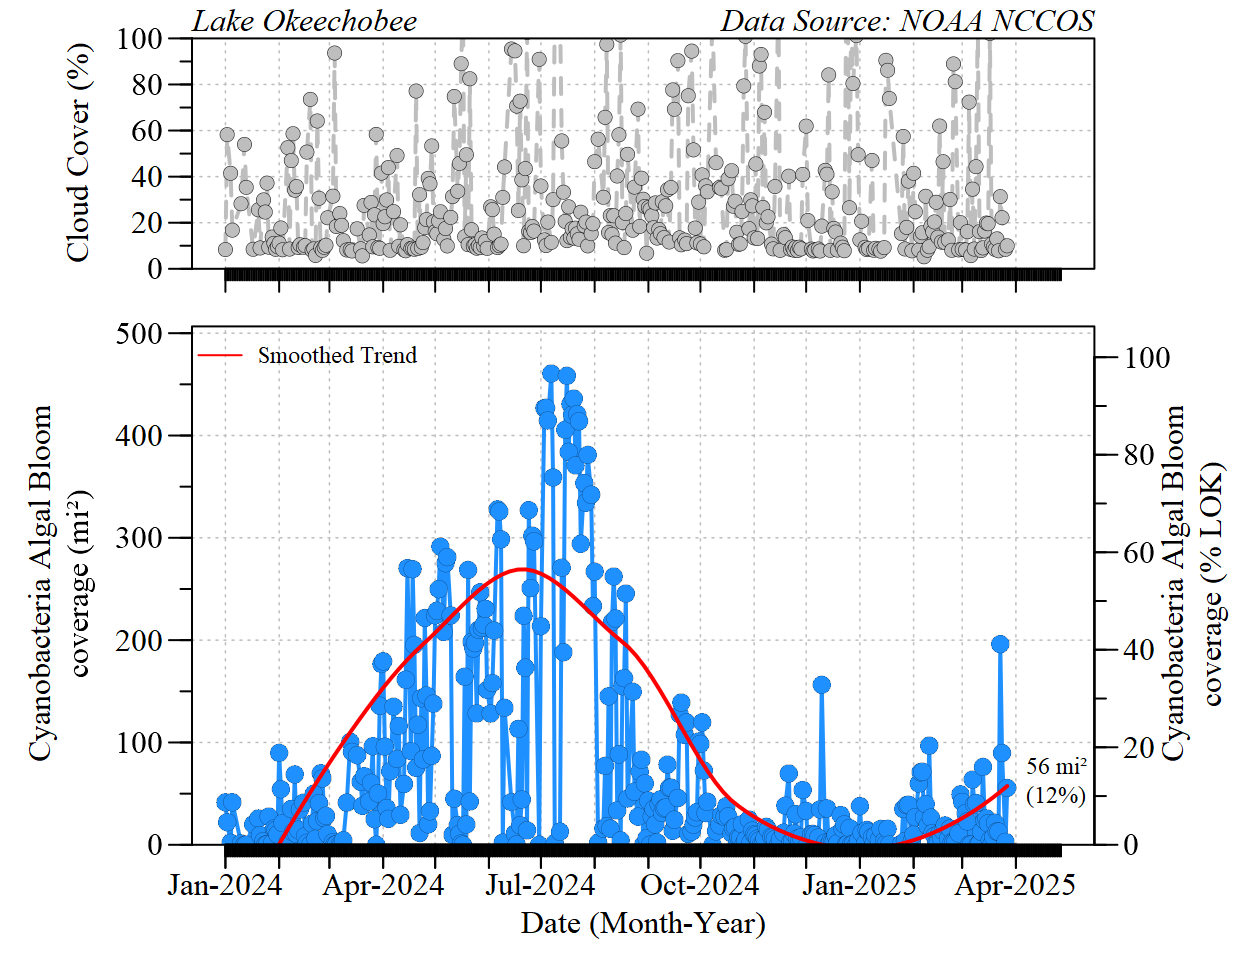 Lake Okeechobee
Data Source: NOAA NCCOS
Cloud Cover (%)
100
80
60
40
20
0
Smoothed Trend
Cyanobacteria Algal Bloom
coverage (mi²)
500
400
300
200
100
0
100
80
60
40
20
0
Cyanobacteria Algal Bloom
coverage (% LOK)
56 mi²
(12%)
Jan-2024 Apr-2024 Jul-2024 Oct-2024 Jan-2025 Apr-2025
Date (Month-Year)